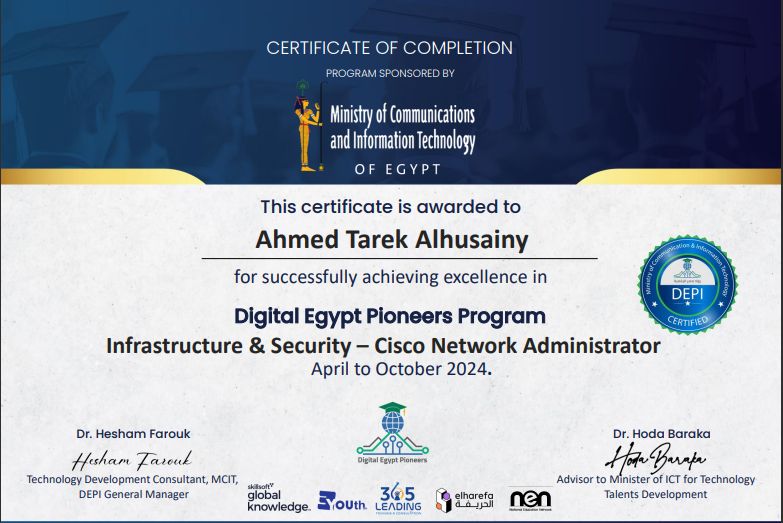 CERTIFICATE OF COMPLETION
PROGRAM SPONSORED BY
Ministry of Communications
and Information Technology
OF EGYPT
This certificate is awarded to
Ahmed Tarek Alhusainy
for successfully achieving excellence in
Digital Egypt Pioneers Program
Infrastructure & Security – Cisco Network Administrator
April to October 2024.
Ministry of Communication & Information Technology
DEPI
CERTIFIED
Dr. Hesham Farouk
Hesham Farouk
Technology Development Consultant, MCIT,
DEPI General Manager
Digital Egypt Pioneers
Dr. Hoda Baraka
Hoda Baraka
Advisor to Minister of ICT for Technology
Talents Development
skillsoft
global
knowledge
YOUth
365
LEADING
elharefa
الحريفة
nen